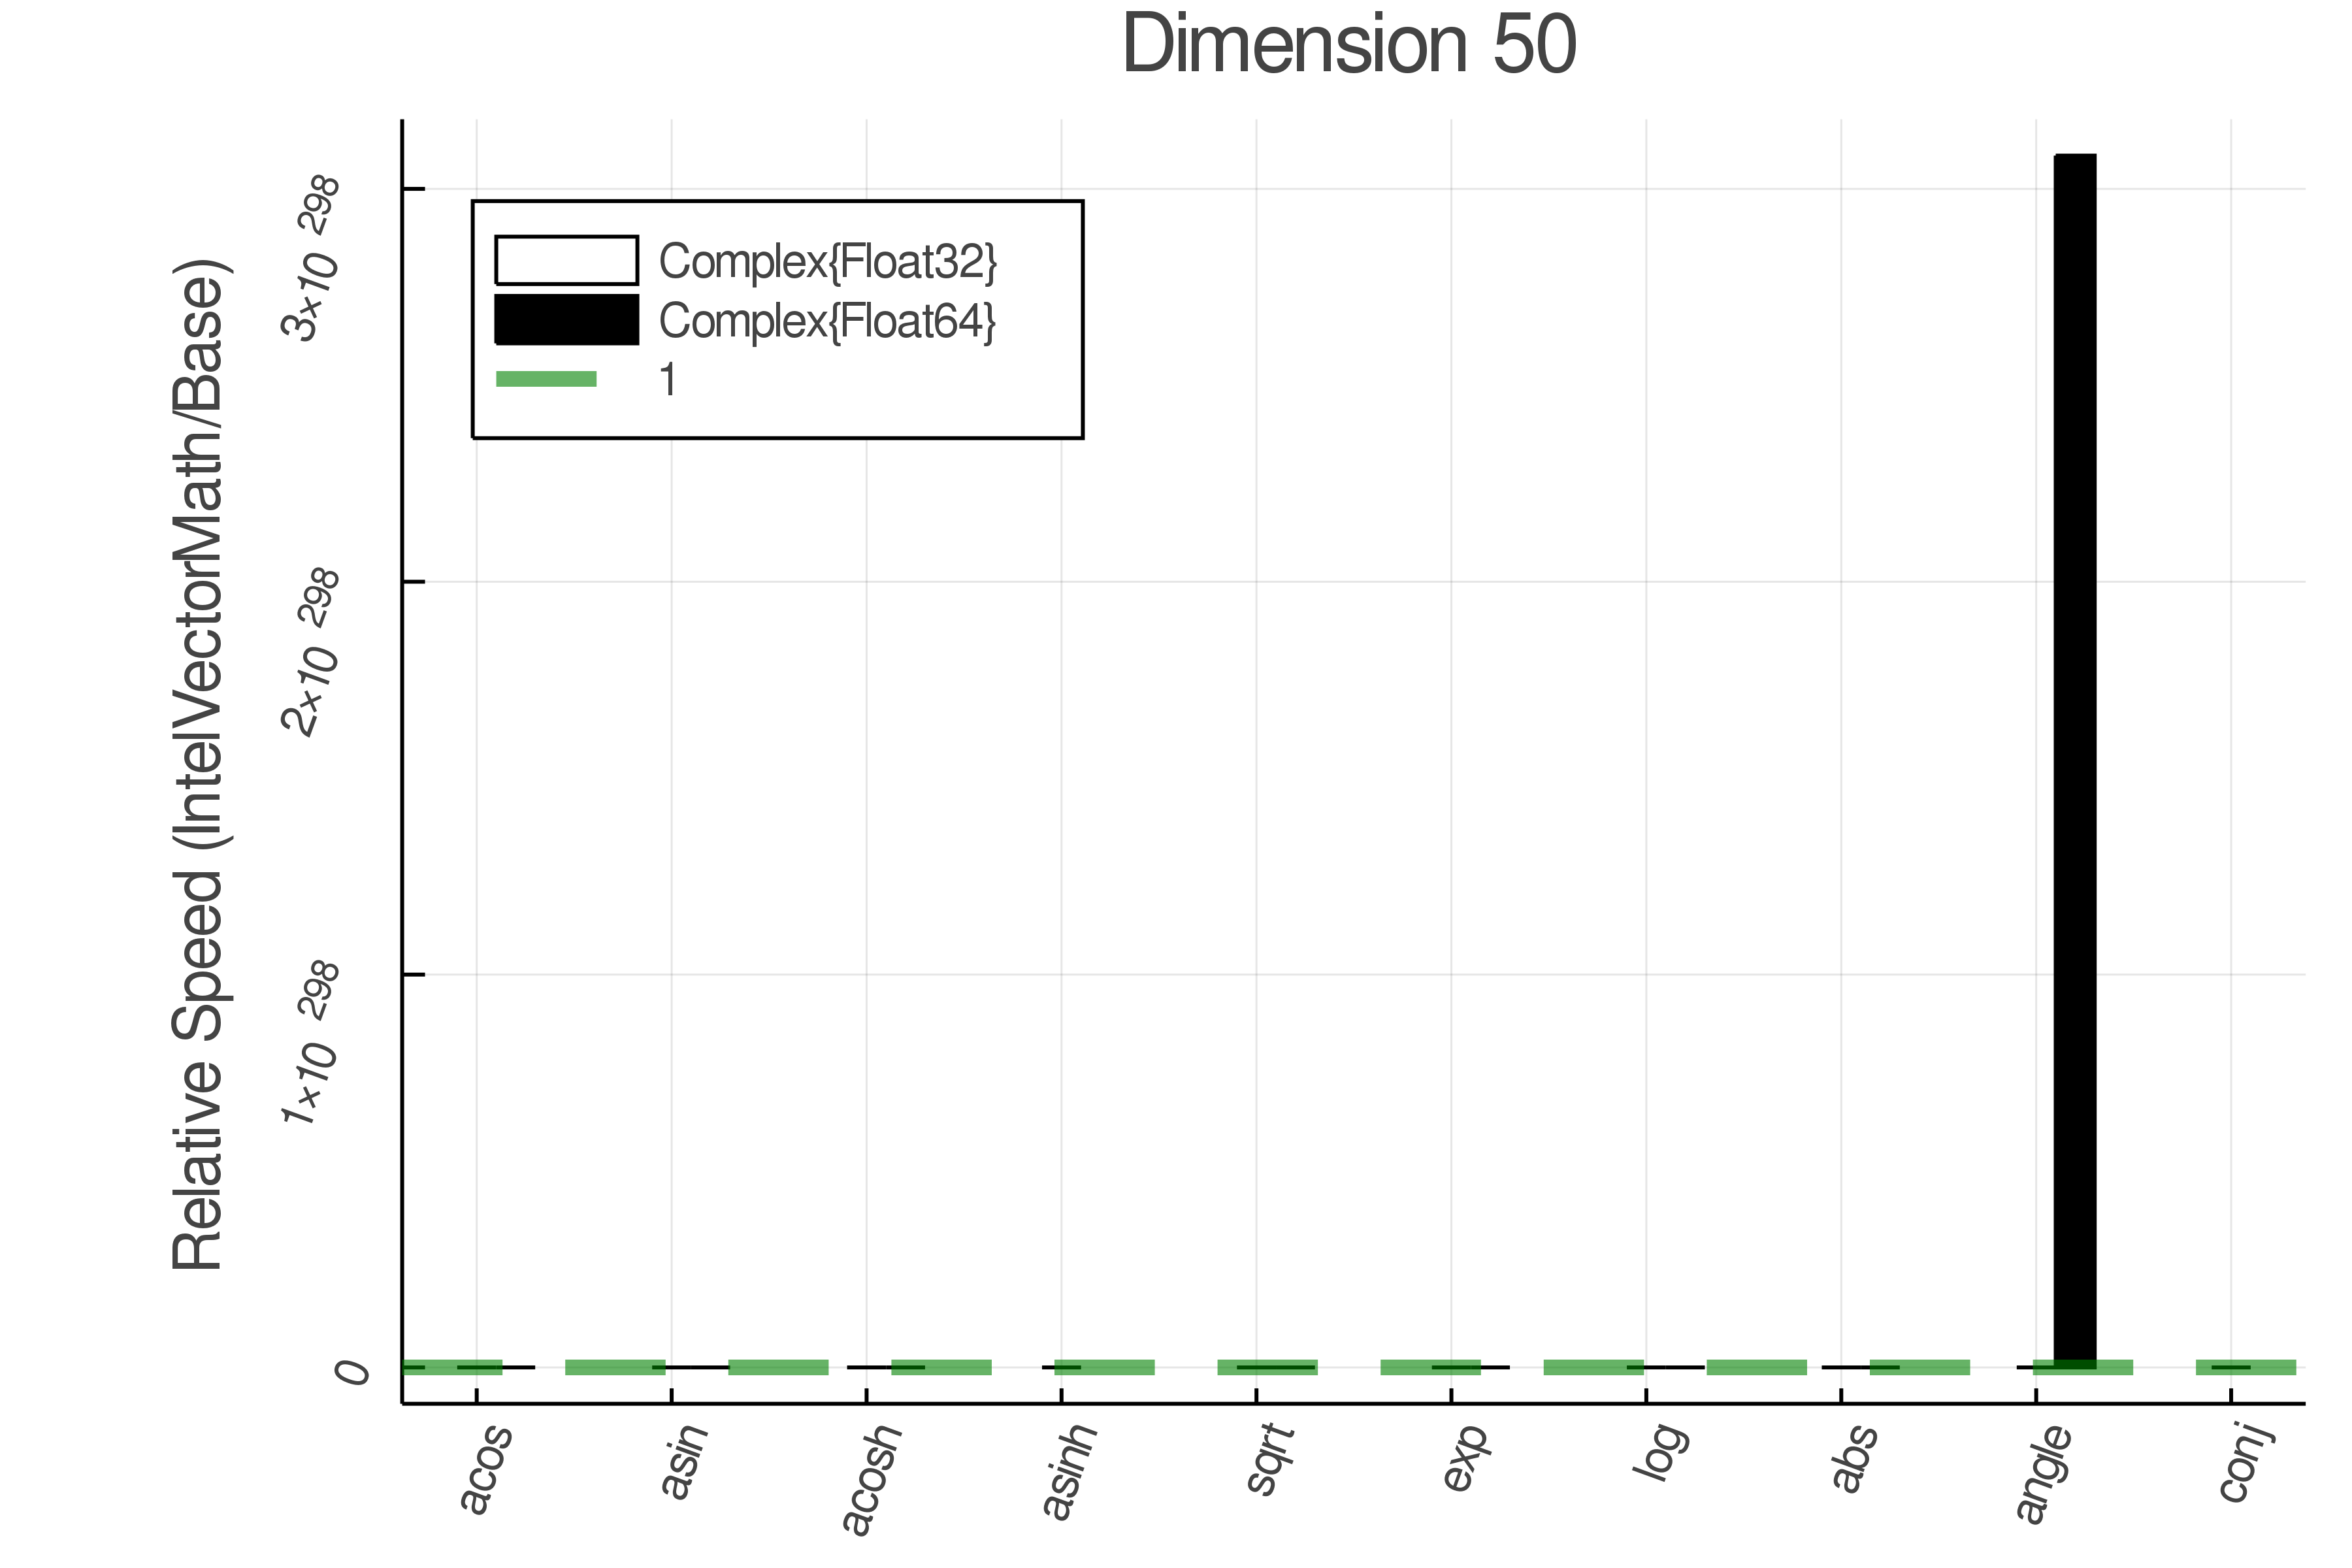 Dimension 50
Relative Speed (IntelVectorMath/Base)
3×10 298
2×10 298
1×10 298
0
Complex{Float32}
Complex{Float64}
1
acos
asin
acosh
asinh
sqrt
exp
log
abs
angle
conj